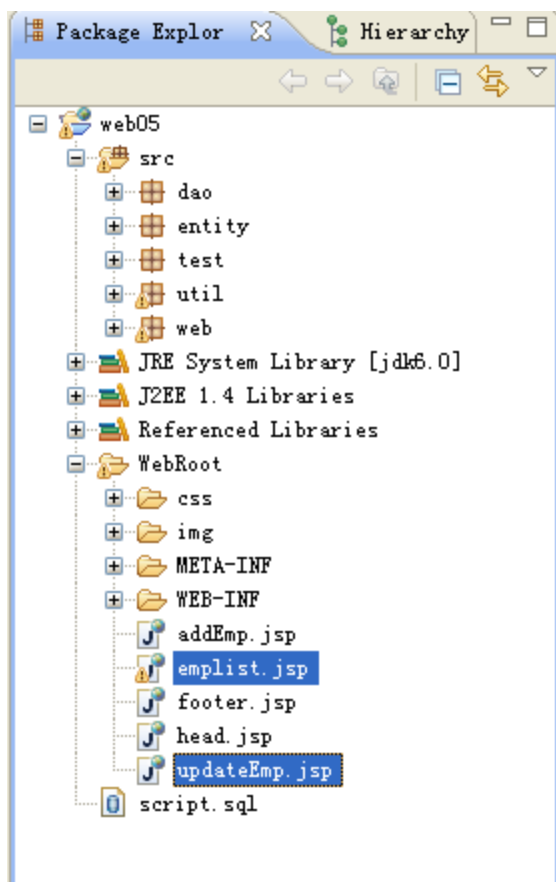 Package Explor Hierarchy
web05
src
dao
entity
test
util
web
JRE System Library [jdk6.0]
J2EE 1.4 Libraries
Referenced Libraries
WebRoot
css
img
META-INF
WEB-INF
addEmp.jsp
emplist.jsp
footer.jsp
head.jsp
updateEmp.jsp
script.sql